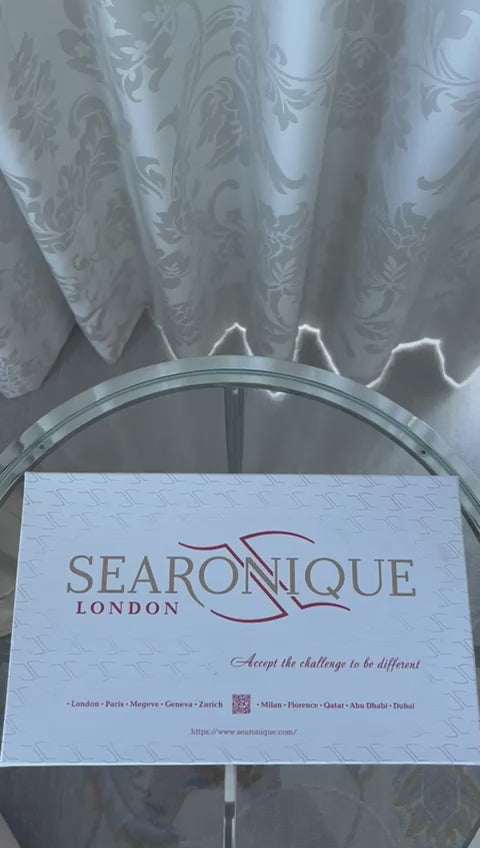 SEARONIQUE
LONDON
Accept the challenge to be different
• London • Paris • Megeve • Geneva • Zurich • Milan • Florence • Qatar • Abu Dhabi • Dubai
https://www.searonique.com/